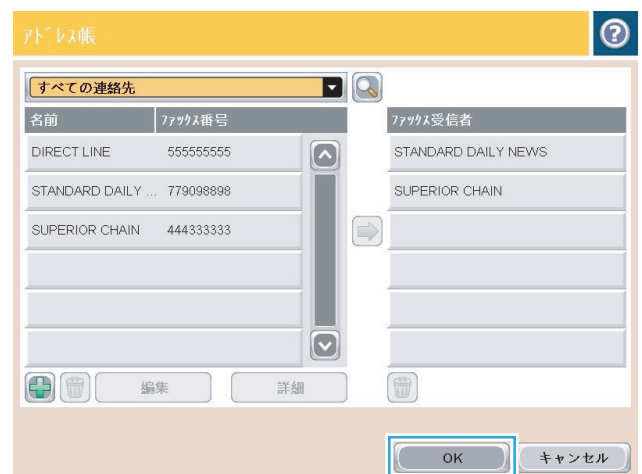 ｱﾄﾞﾚｽ帳
すべての連絡先
名前 ﾌｧｯｸｽ番号 ﾌｧｯｸｽ受信者
DIRECT LINE 555555555 STANDARD DAILY NEWS
STANDARD DAILY ... 779098898 SUPERIOR CHAIN
SUPERIOR CHAIN 444333333
編集 詳細
OK キャンセル